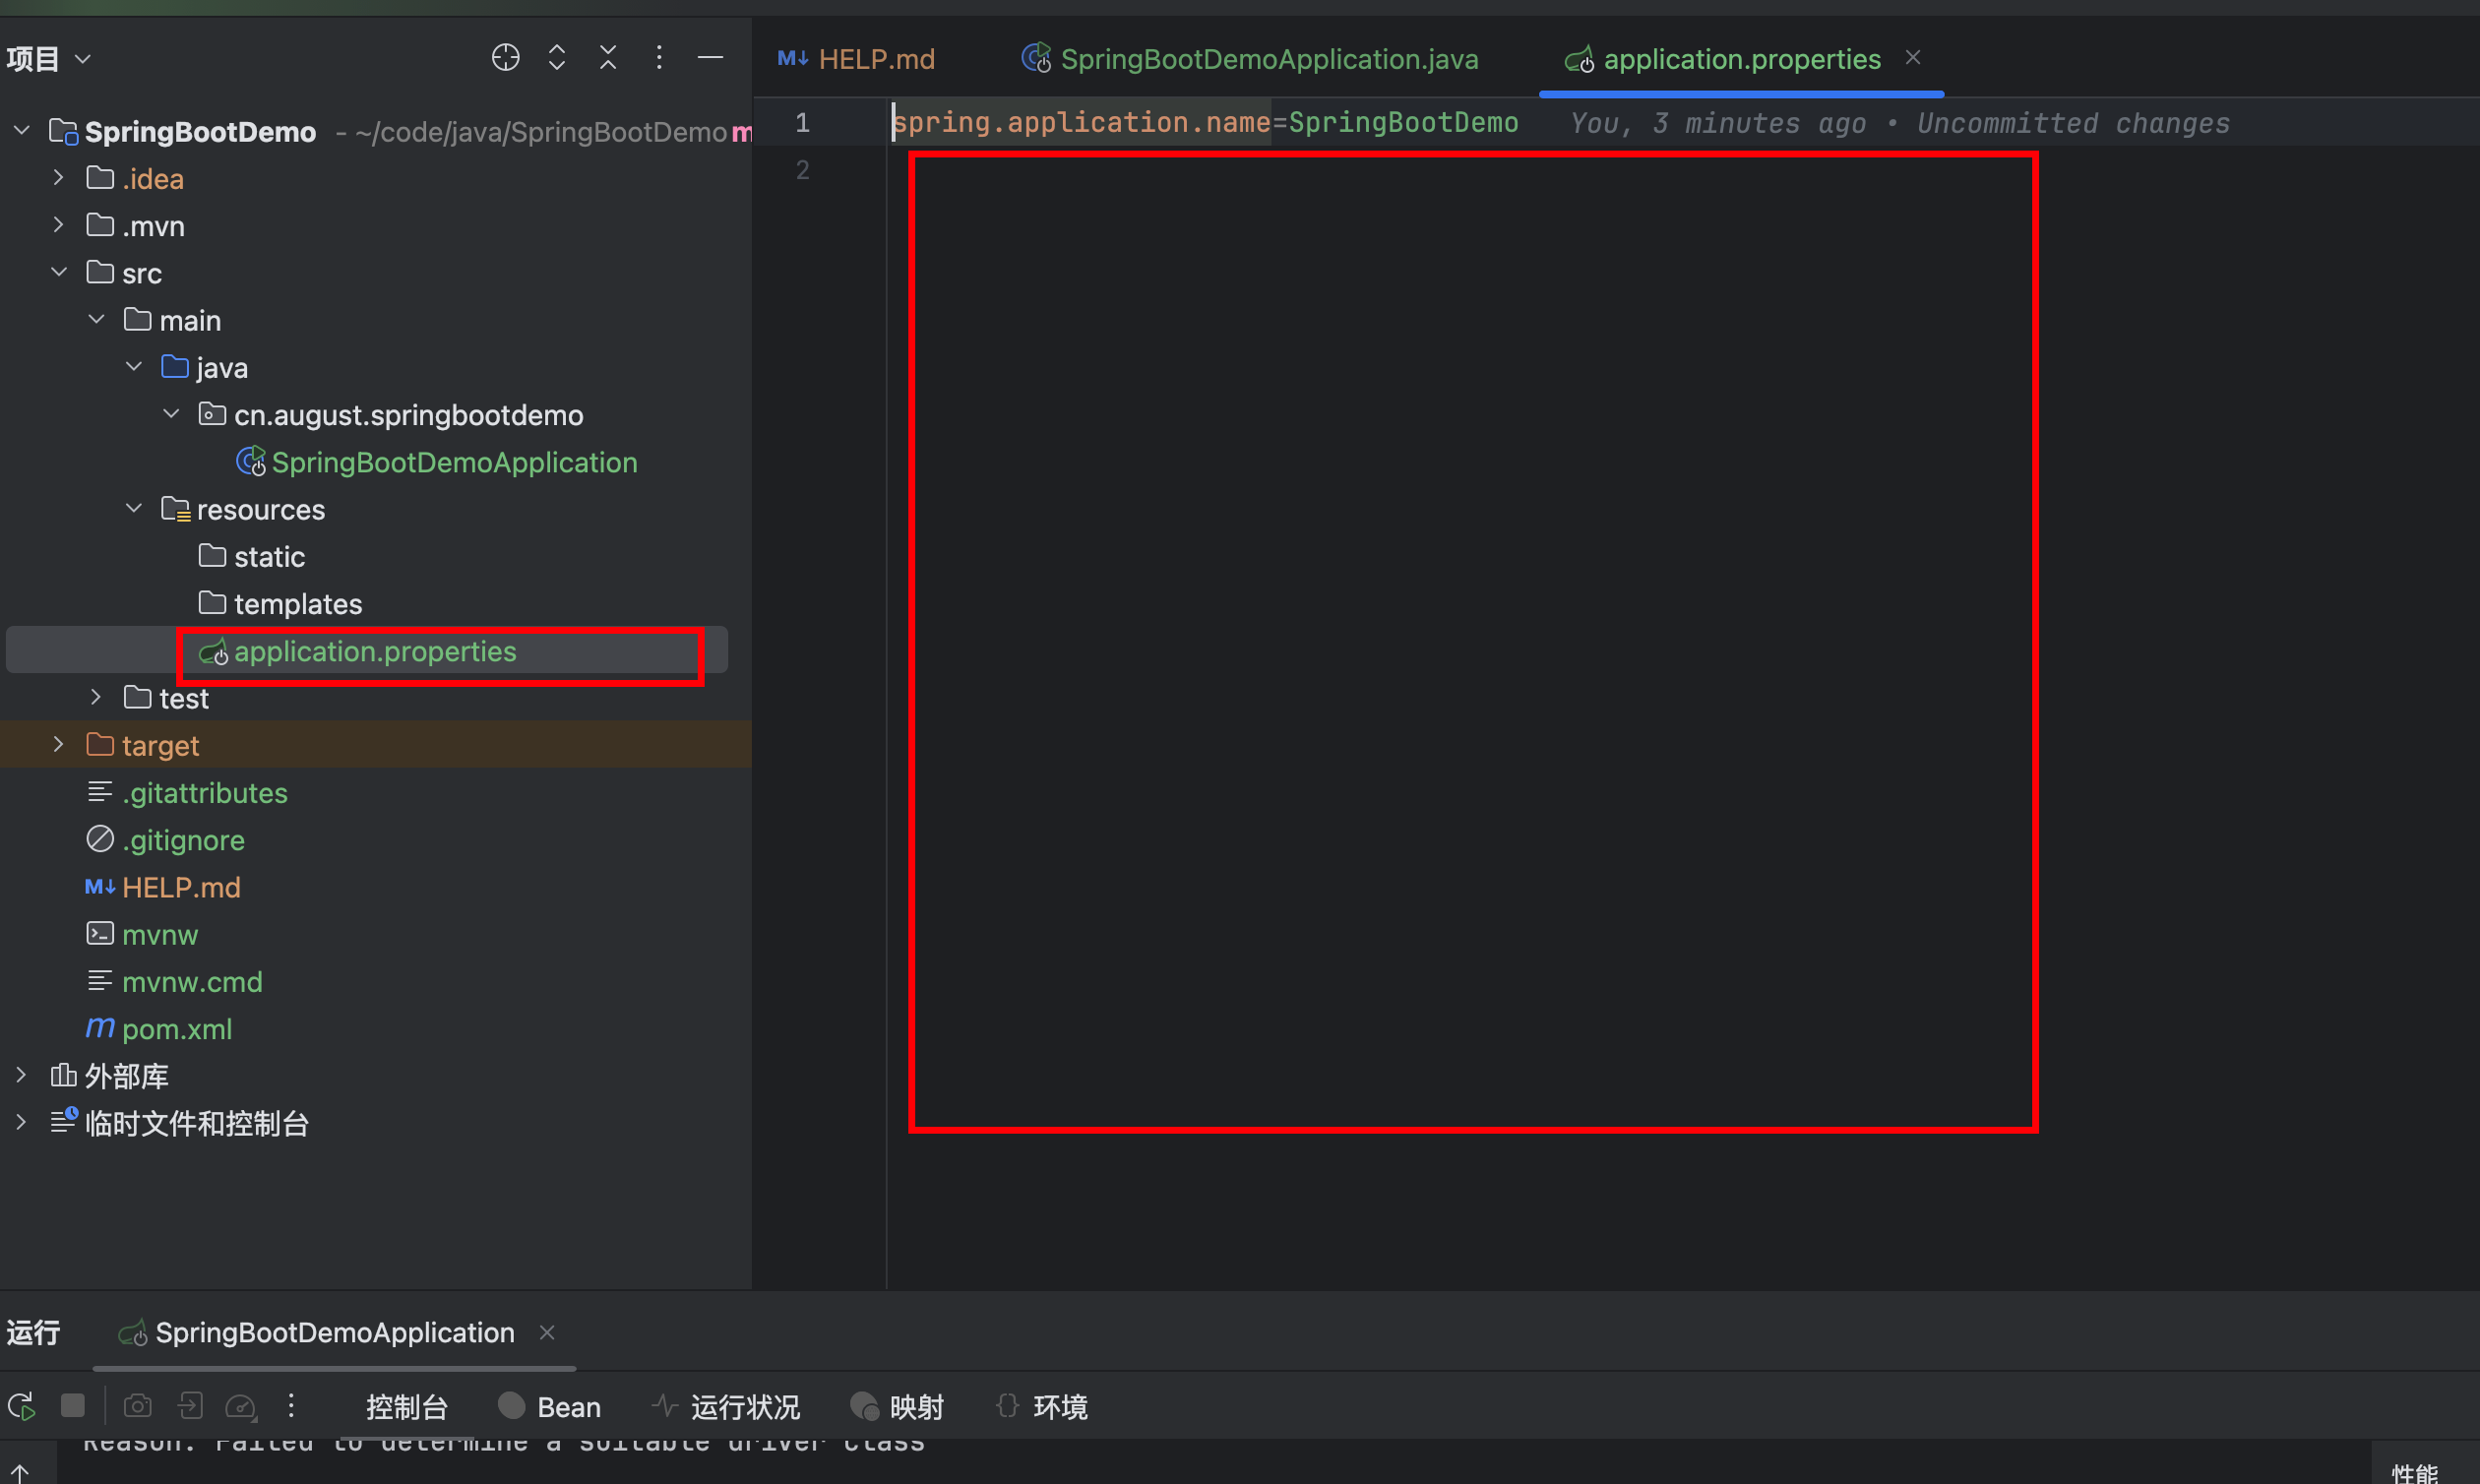 项目
SpringBootDemo - ~/code/java/SpringBootDemo m
.idea
.mvn
src
main
java
cn.august.springbootdemo
SpringBootDemoApplication
resources
static
templates
application.properties
test
target
.gitattributes
.gitignore
M↓ HELP.md
mvnw
mvnw.cmd
m pom.xml
外部库
临时文件和控制台
M↓ HELP.md SpringBootDemoApplication.java application.properties
1 spring.application.name=SpringBootDemo You, 3 minutes ago • Uncommitted changes
2
运行 SpringBootDemoApplication
控制台 Bean 运行状况 映射 环境
Reason: Failed to determine a suitable driver class
性能